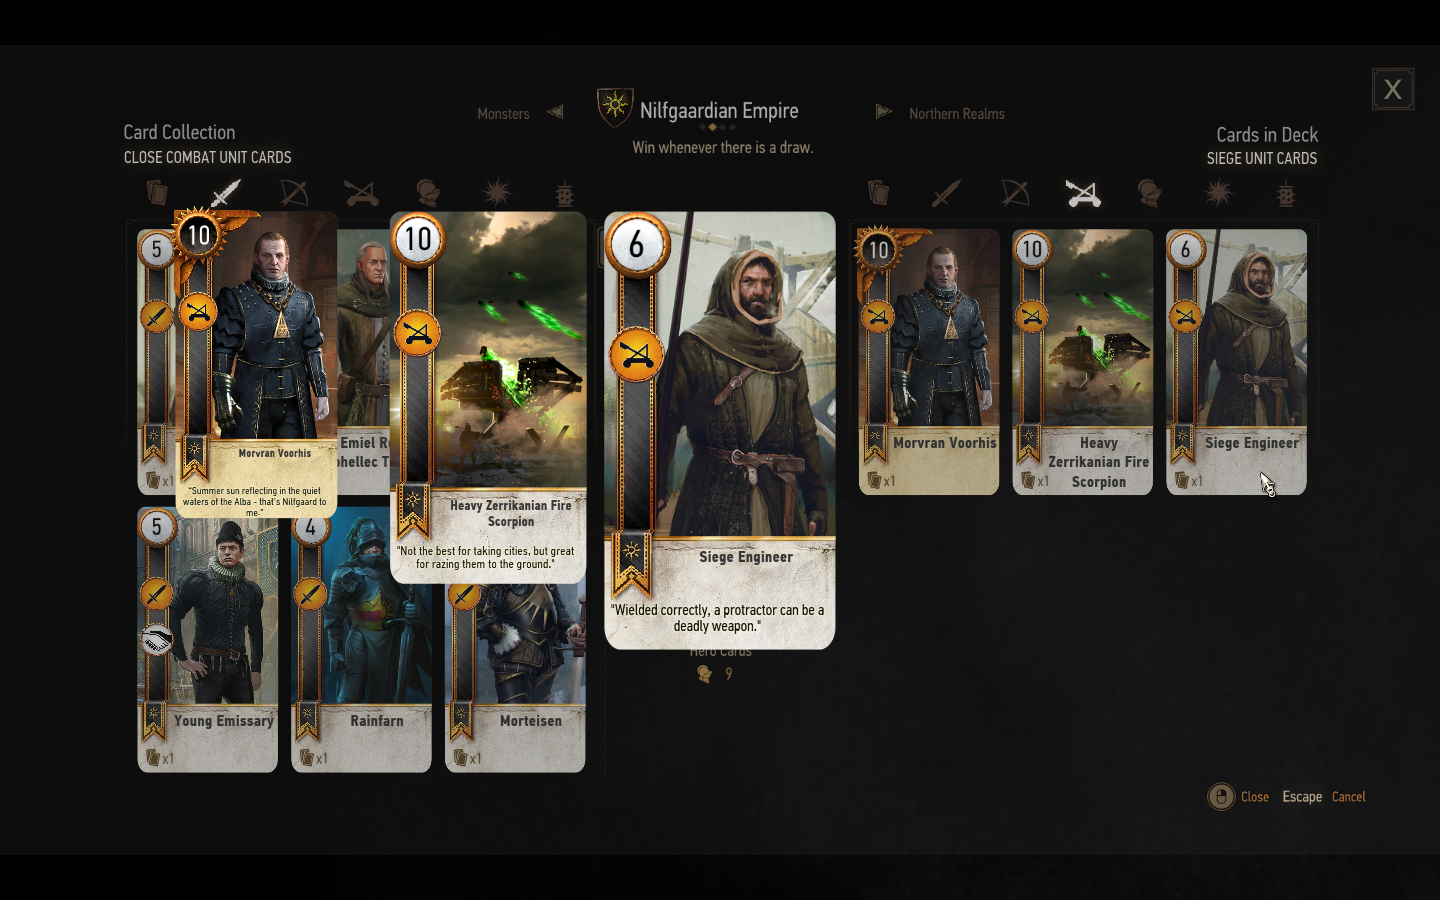 X
Monsters
Nilfgaardian Empire
Northern Realms
Card Collection
Cards in Deck
CLOSE COMBAT UNIT CARDS
Win whenever there is a draw.
SIEGE UNIT CARDS
5
10
Morvran Voorhis
"Summer sun reflecting in the quiet
waters of the Alba - that's Nilfgaard to
me."
x1
Emiel
10
Heavy Zerrikanian Fire
Scorpion
"Not the best for taking cities, but great
for razing them to the ground."
6
Siege Engineer
"Wielded correctly, a protractor can be a
deadly weapon."
Hero Cards
9
10
Morvran Voorhis
x1
10
Heavy
Zerrikanian Fire
Scorpion
x1
6
Siege Engineer
x1
5
Young Emissary
x1
4
Rainfarn
x1
Morteisen
x1
Close
Escape
Cancel